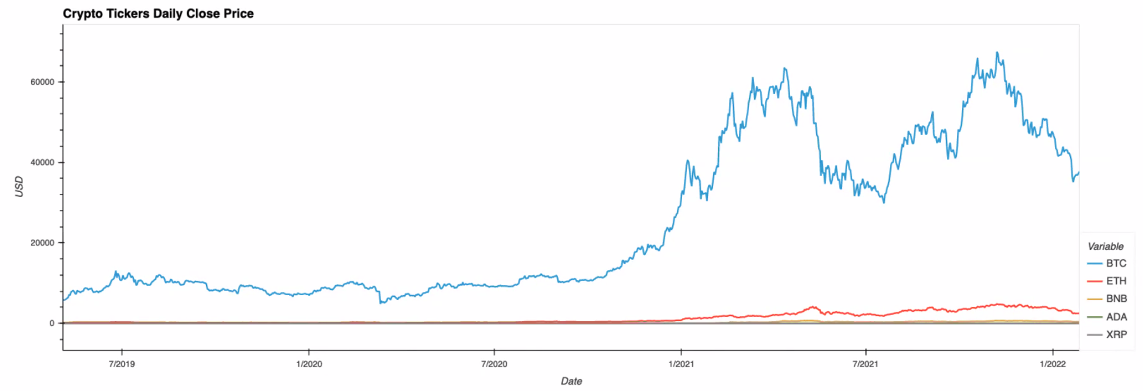 Crypto Tickers Daily Close Price
60000
40000
20000
0
USD
7/2019
1/2020
7/2020
1/2021
7/2021
1/2022
Date
Variable
BTC
ETH
BNB
ADA
XRP